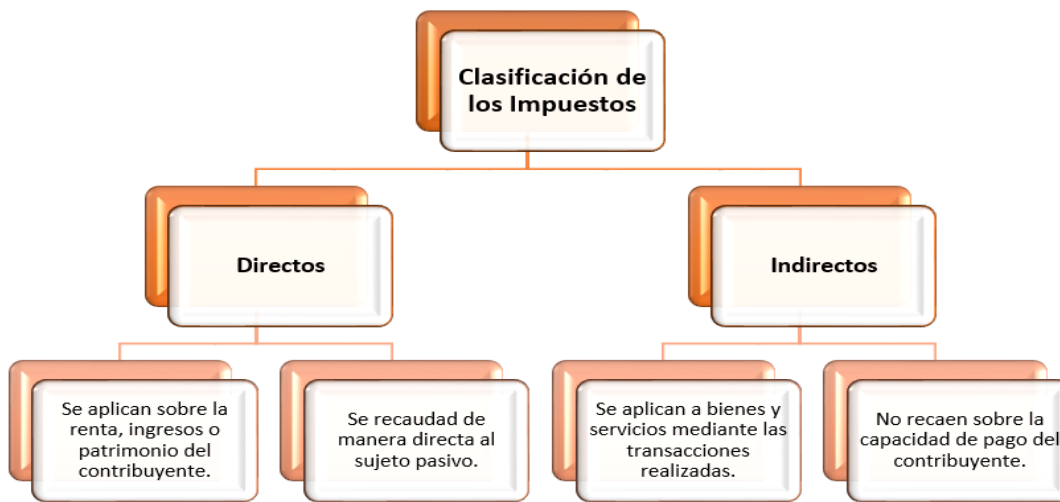 Clasificación de
los Impuestos
Directos
Indirectos
Se aplican sobre la
renta, ingresos o
patrimonio del
contribuyente.
Se recaudad de
manera directa al
sujeto pasivo.
Se aplican a bienes y
servicios mediante las
transacciones
realizadas.
No recaen sobre la
capacidad de pago del
contribuyente.